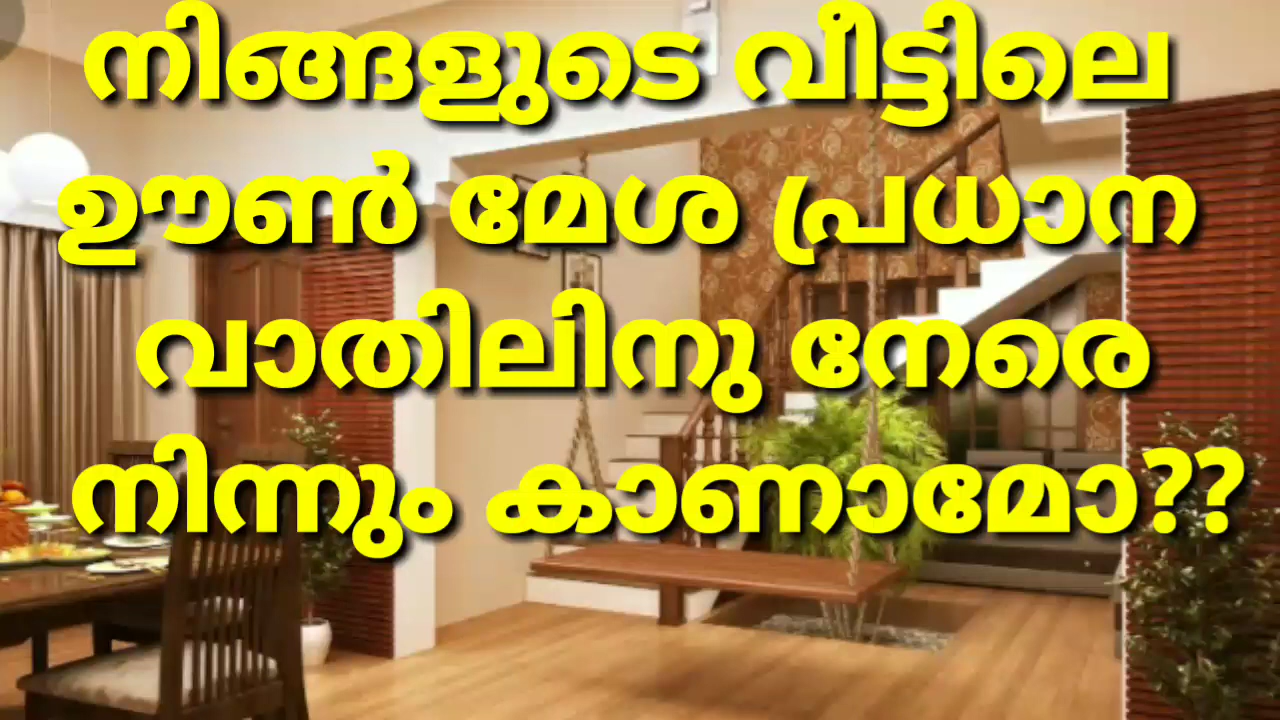 നിങ്ങളുടെ വീട്ടിലെ
ഊൺ മേശ പ്രധാന
വാതിലിനു നേരെ
നിന്നും കാണാമോ??